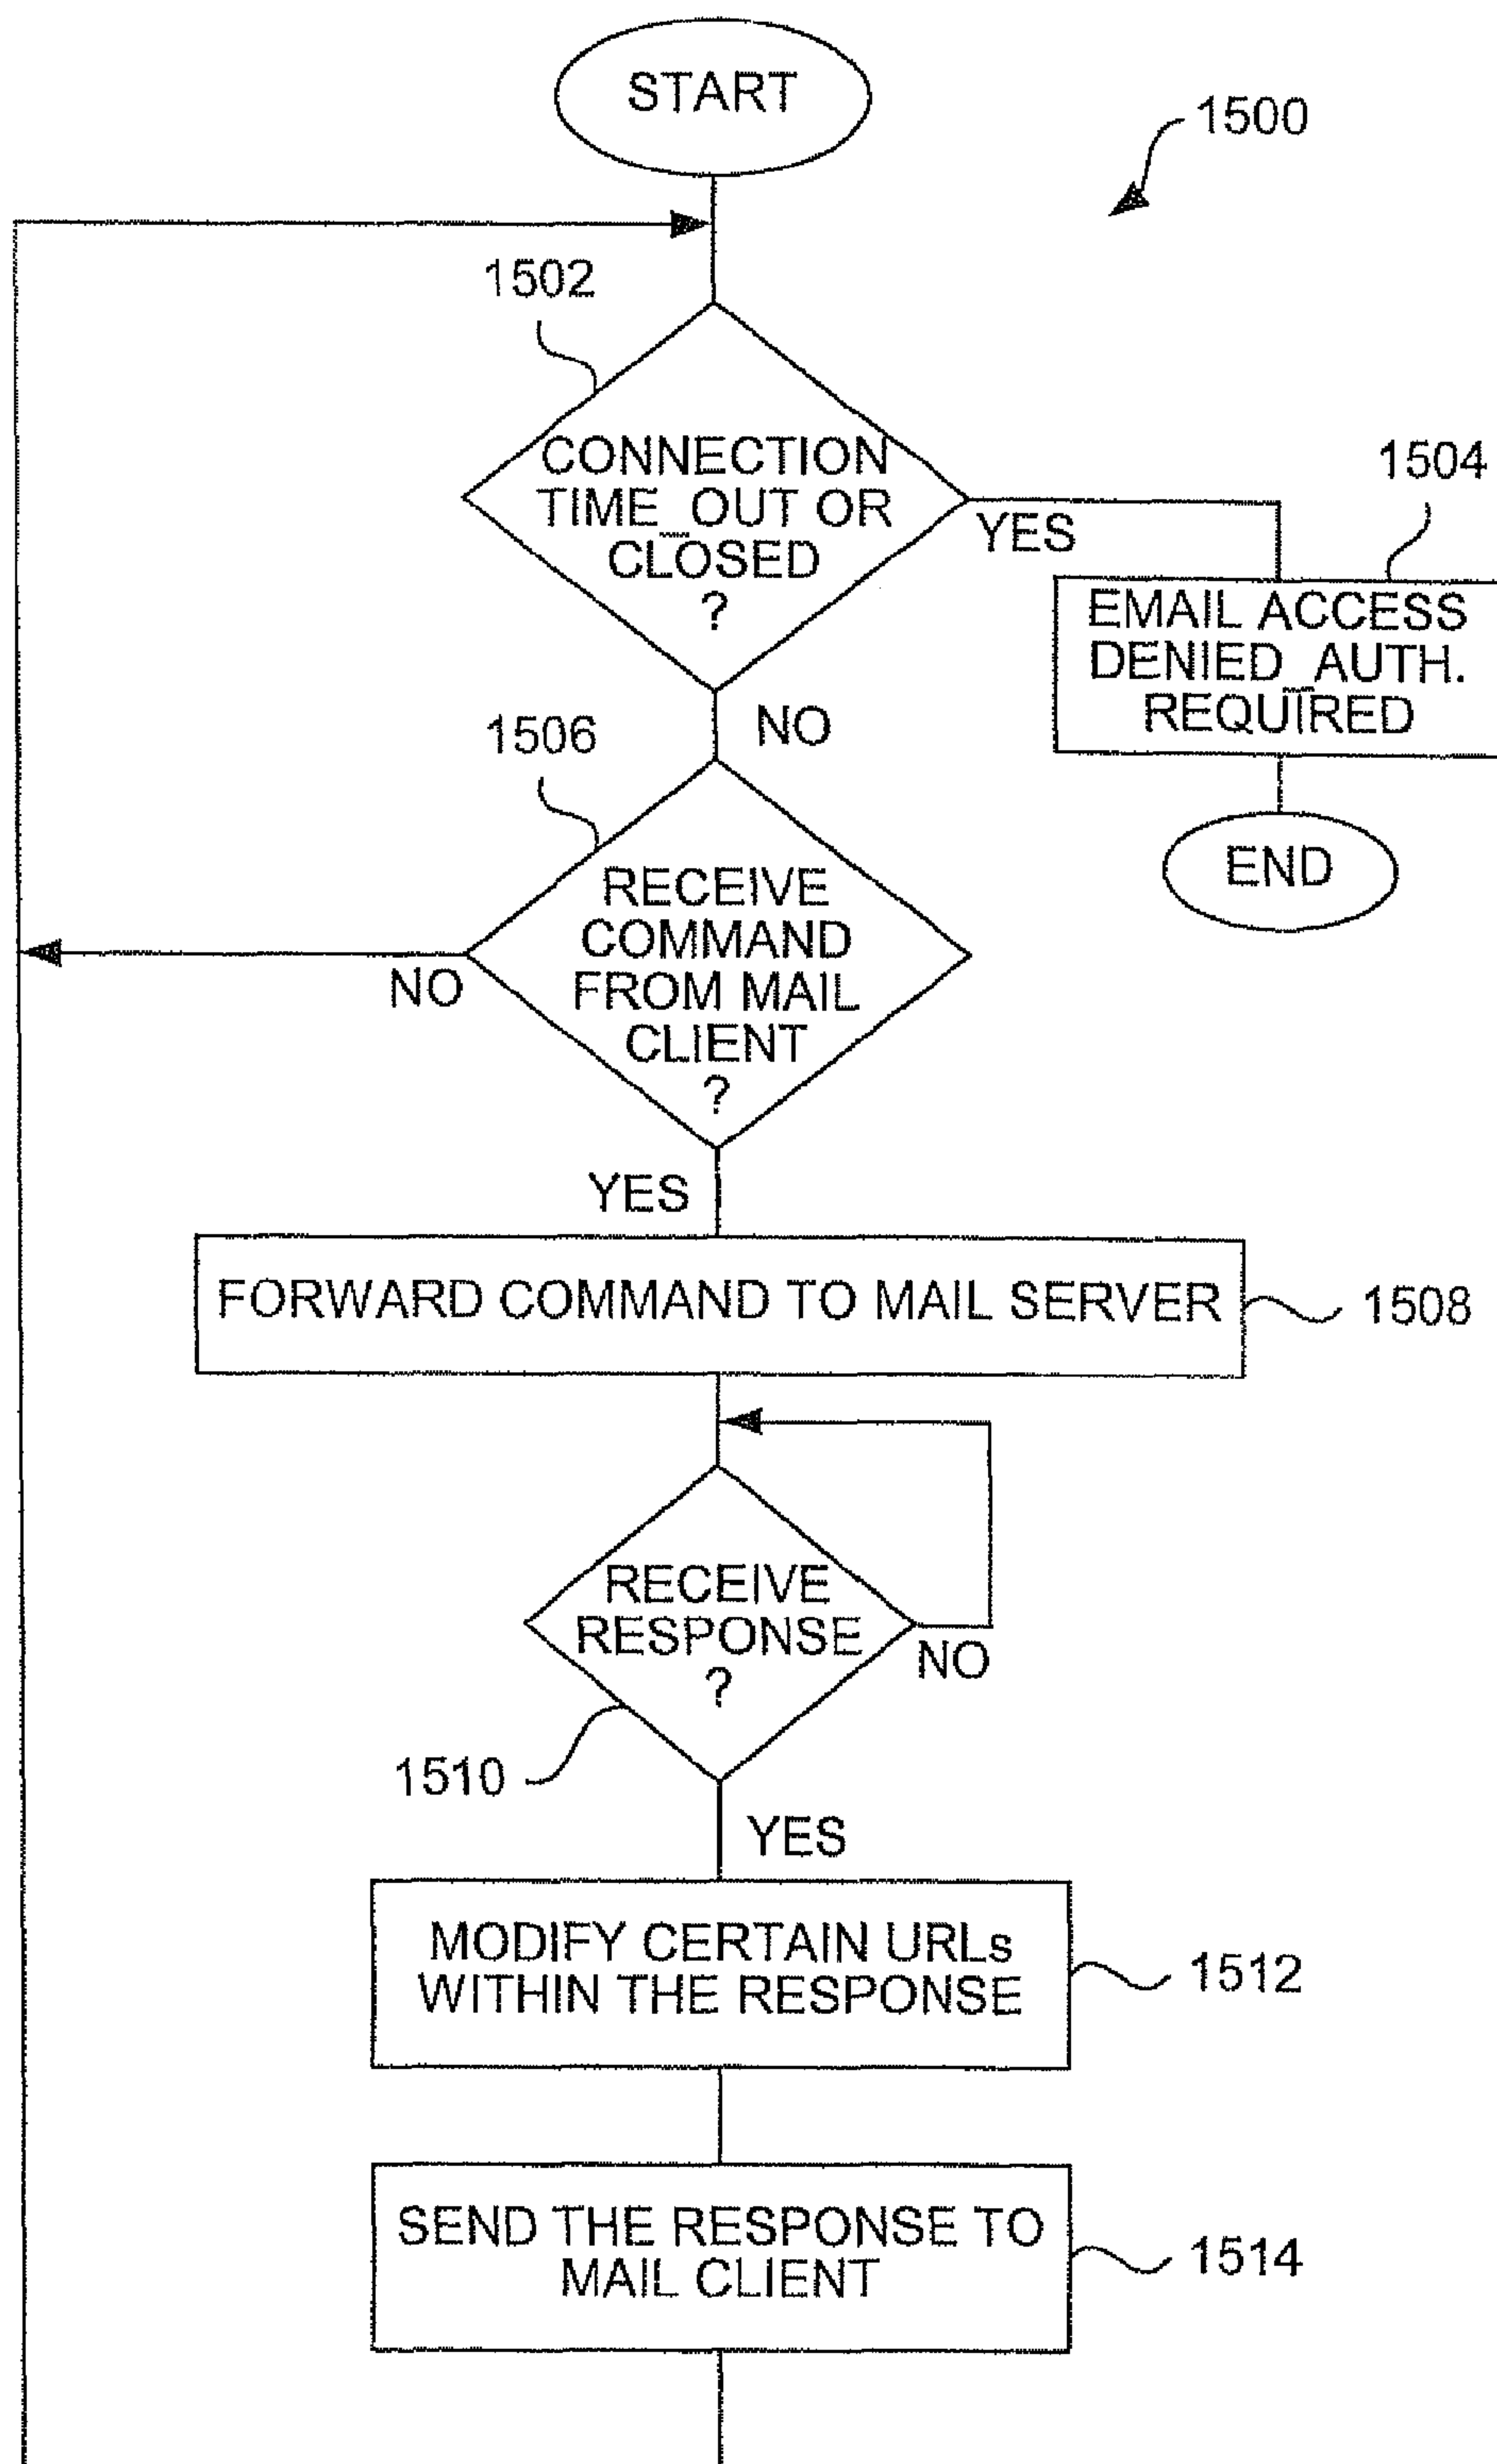 START
1500
1502
CONNECTION
TIME_OUT OR
CLOSED
?
YES
1504
EMAIL ACCESS
DENIED_AUTH.
REQUIRED
END
NO
1506
RECEIVE
COMMAND
FROM MAIL
CLIENT
?
NO
YES
FORWARD COMMAND TO MAIL SERVER
1508
RECEIVE
RESPONSE
?
NO
1510
YES
MODIFY CERTAIN URLs
WITHIN THE RESPONSE
1512
SEND THE RESPONSE TO
MAIL CLIENT
1514